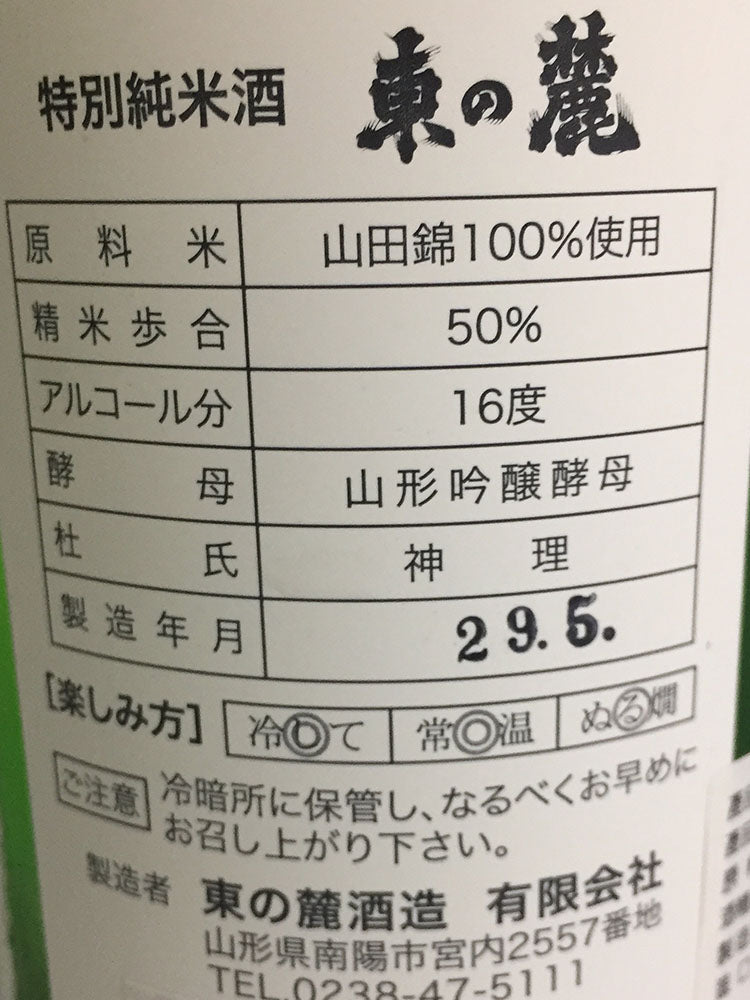 特別純米酒 東の麓
原料米 山田錦100%使用
精米歩合 50%
アルコール分 16度
酵母 山形吟醸酵母
杜氏 神理
製造年月 29.5.
[楽しみ方] 冷して 常温 ぬる燗
ご注意 冷暗所に保管し、なるべくお早めに
お召し上がり下さい。
製造者 東の麓酒造 有限会社
山形県南陽市宮内2557番地
TEL.0238-47-5111